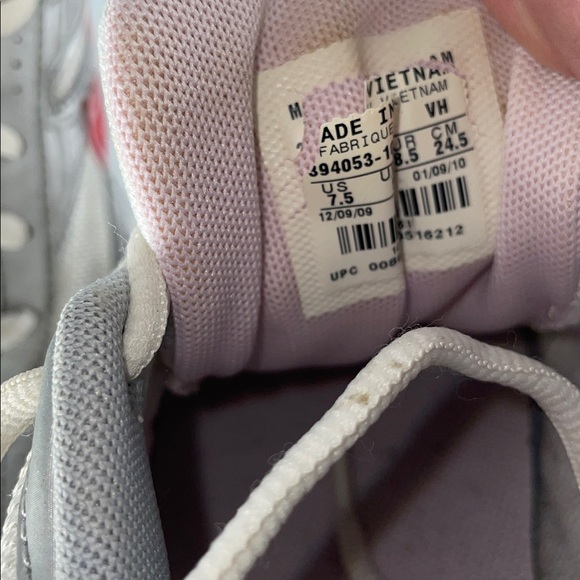 VIETNAM
VIETNAM
ADE IN
FABRIQUE
VH
394053-1
UR CM
8.5 24.5
US
7.5
12/09/09 01/09/10
516212
UPC 008